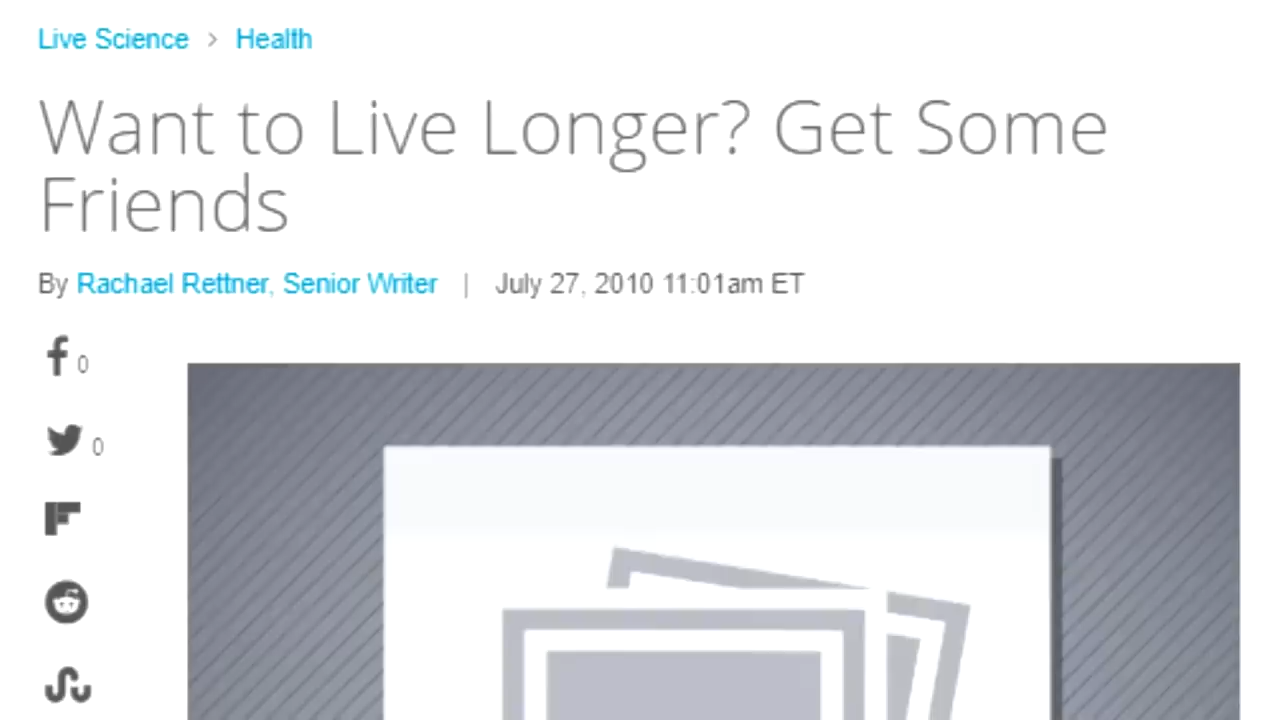 Live Science > Health
Want to Live Longer? Get Some
Friends
By Rachael Rettner, Senior Writer | July 27, 2010 11:01am ET
0
0